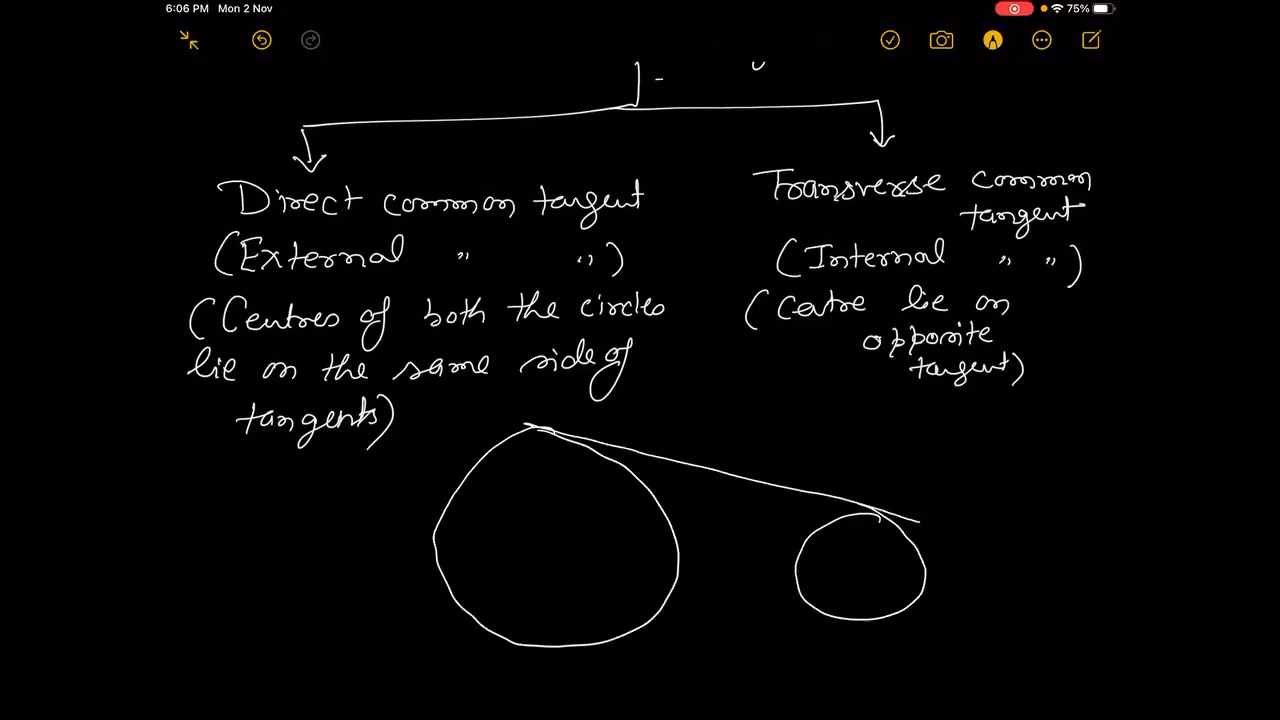 6:06 PM Mon 2 Nov
75%
Direct common tangent
(External " ")
(Centres of both the circles
lie on the same side of
tangents)
Transverse common
tangent
(Internal " ")
(Centre lie on
opposite
tangent)